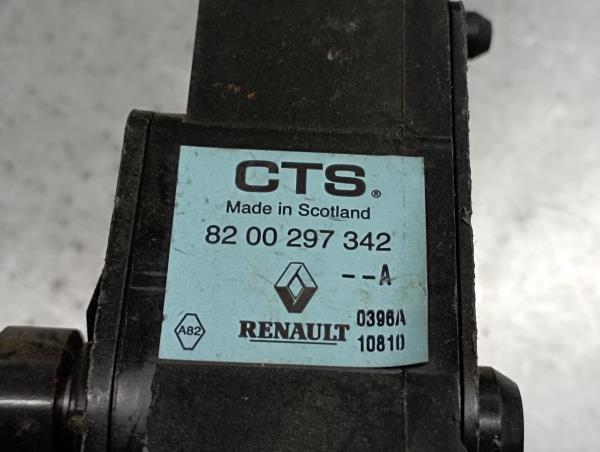 CTS®
Made in Scotland
82 00 297 342
--A
A82
RENAULT
0396A
10810